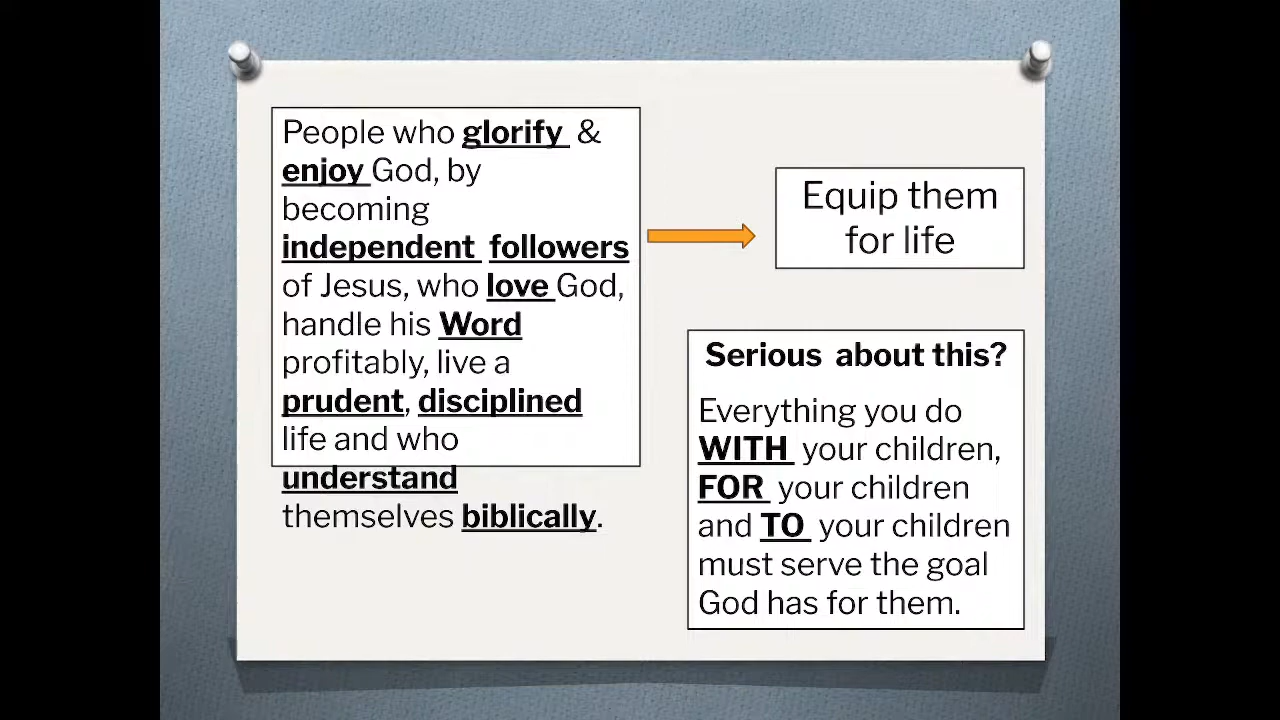 People who glorify &
enjoy God, by
becoming
independent followers
of Jesus, who love God,
handle his Word
profitably, live a
prudent, disciplined
life and who
understand
themselves biblically.
Equip them
for life
Serious about this?
Everything you do
WITH your children,
FOR your children
and TO your children
must serve the goal
God has for them.